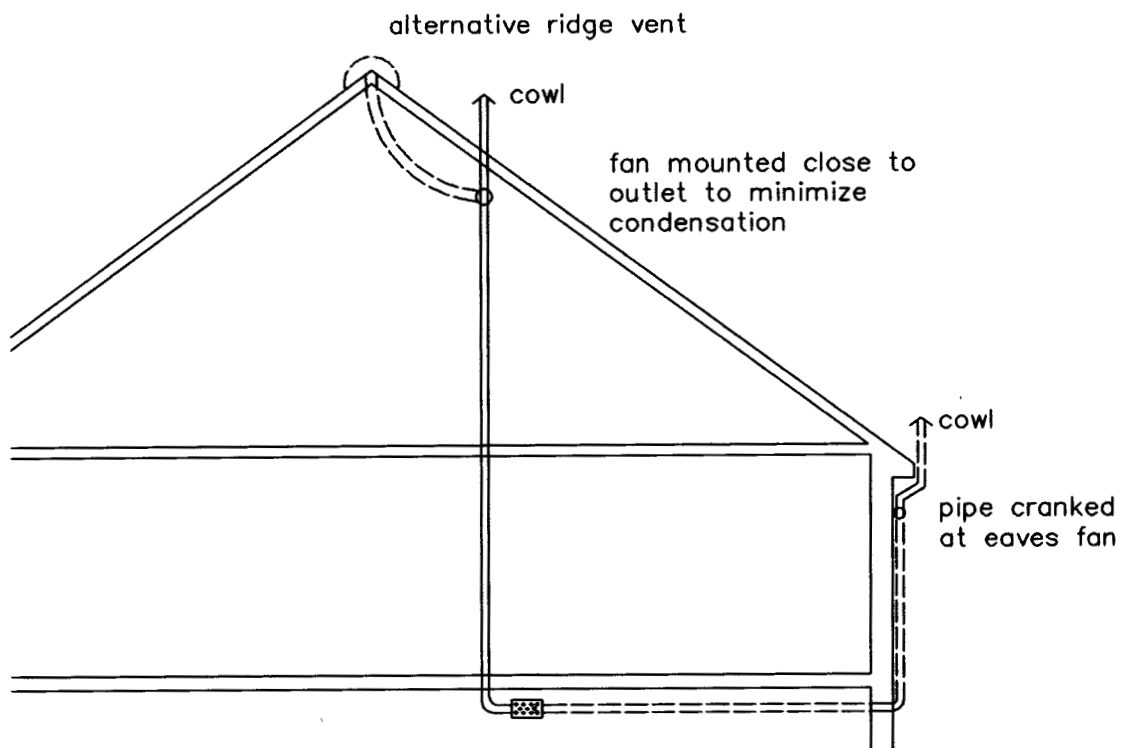 alternative ridge vent
cowl
fan mounted close to
outlet to minimize
condensation
cowl
pipe cranked
at eaves fan